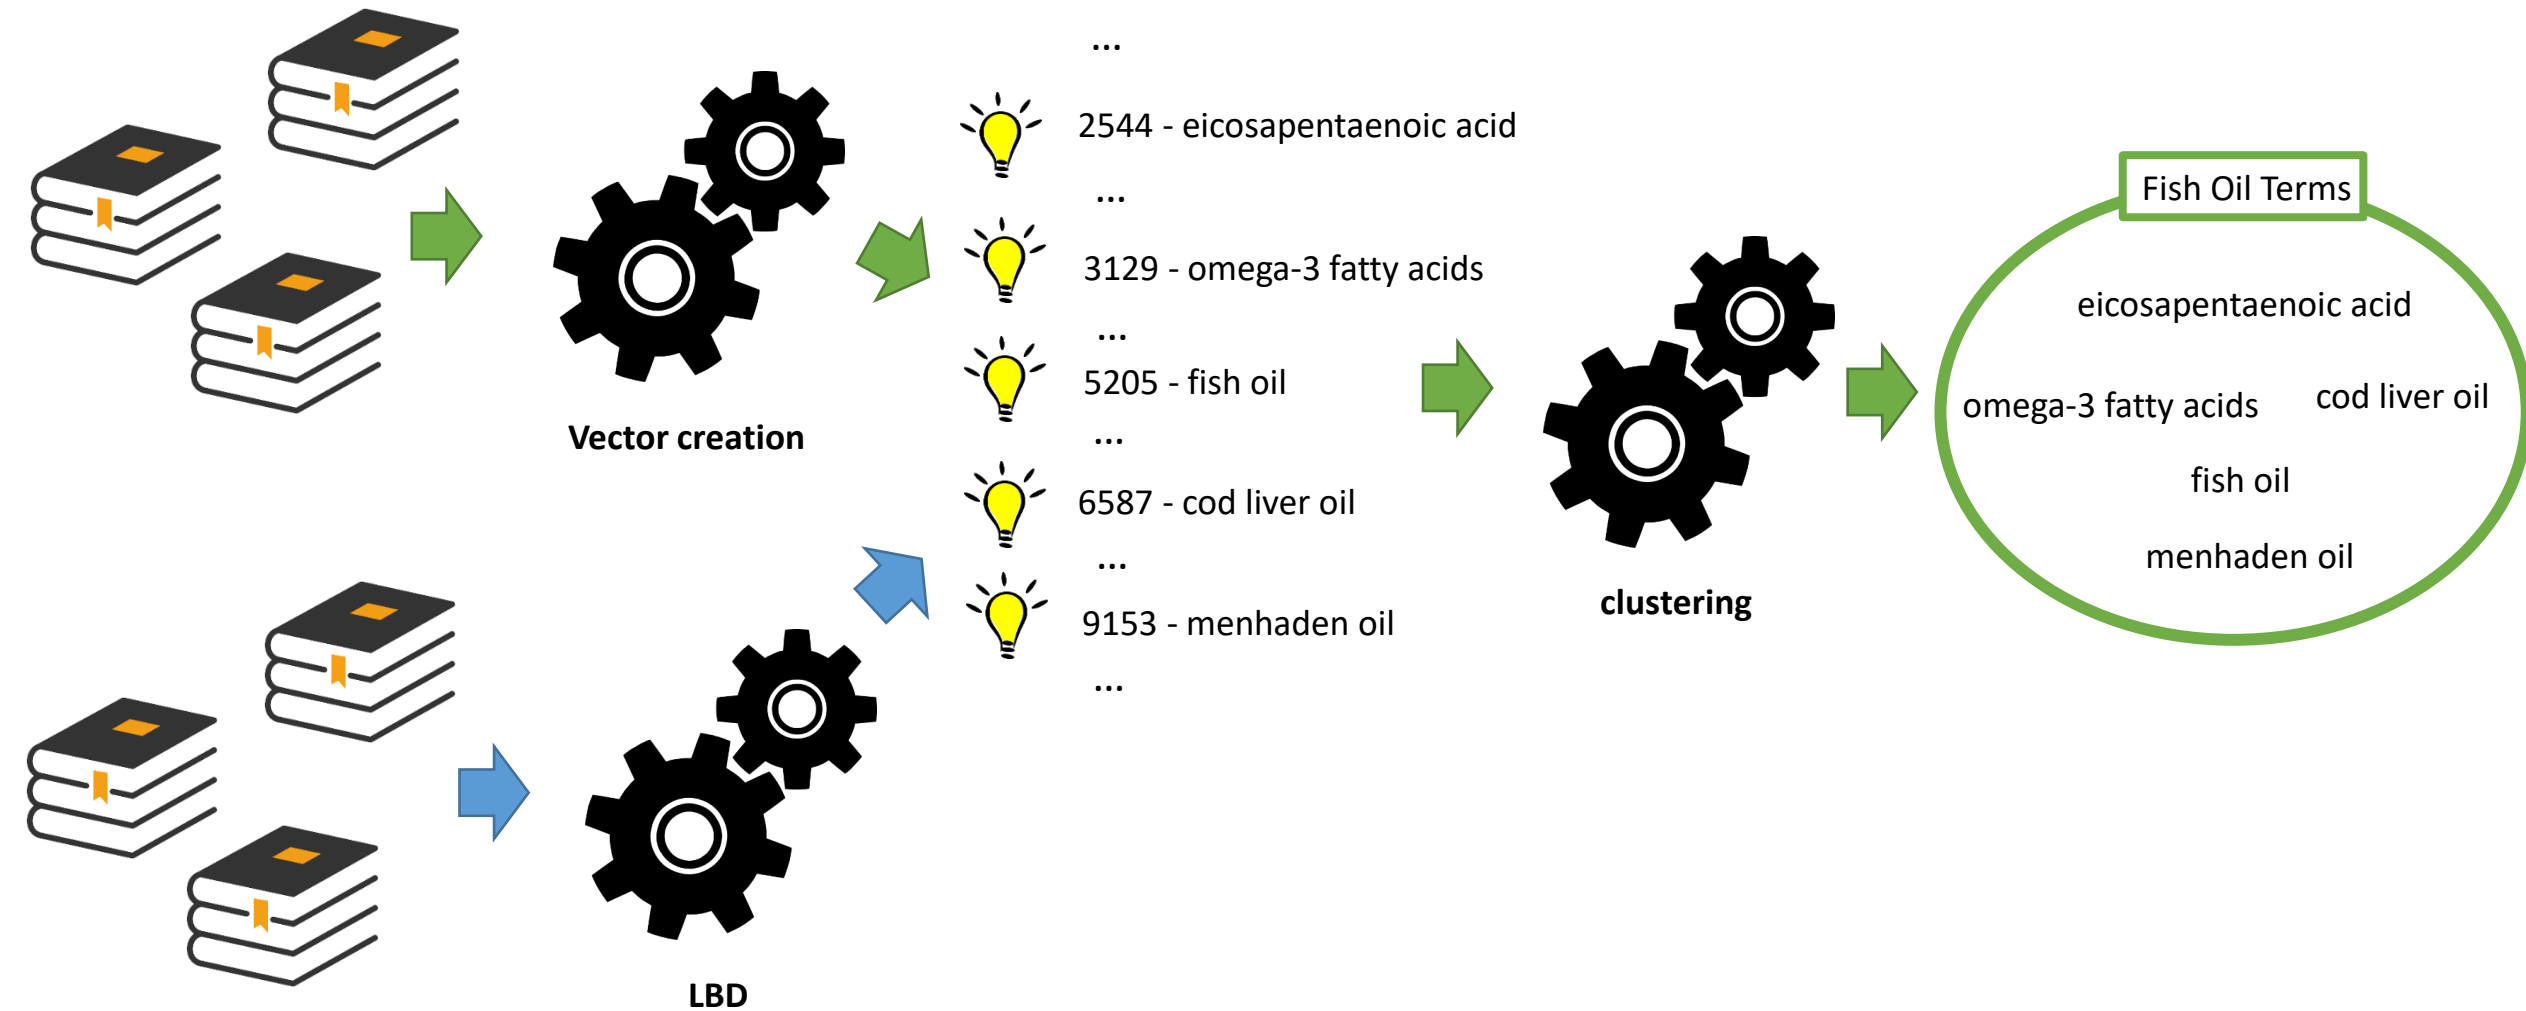 Vector creation
LBD
...
2544 - eicosapentaenoic acid
...
3129 - omega-3 fatty acids
...
5205 - fish oil
...
6587 - cod liver oil
...
9153 - menhaden oil
...
clustering
Fish Oil Terms
eicosapentaenoic acid
omega-3 fatty acids
cod liver oil
fish oil
menhaden oil